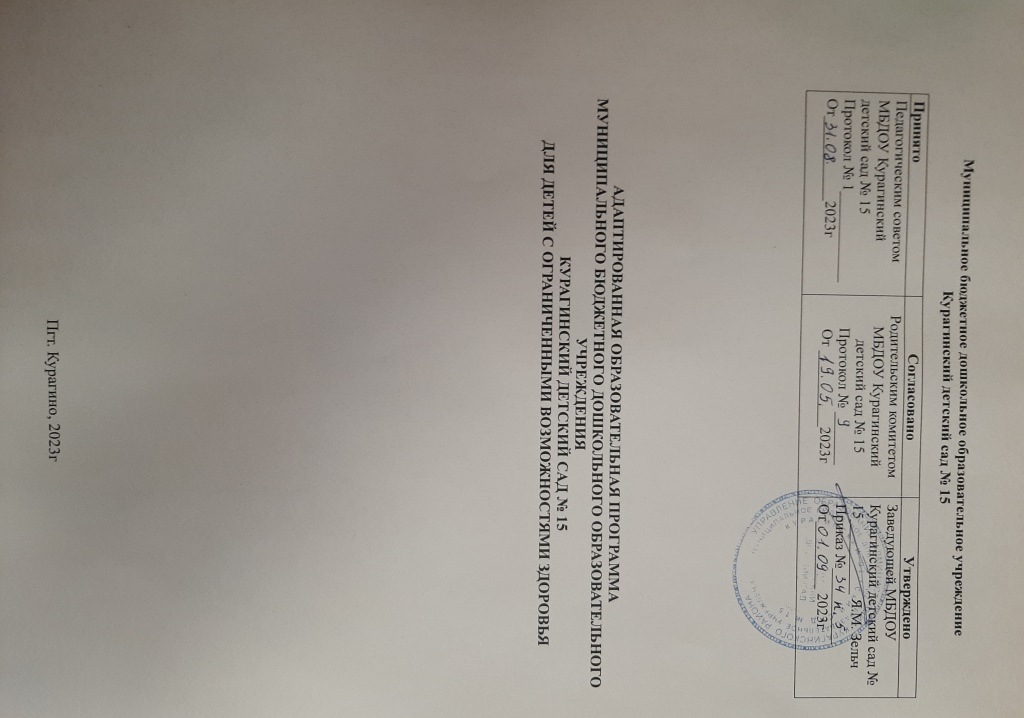 Муниципальное бюджетное дошкольное образовательное учреждение
Курагинский детский сад № 15
Принято
Педагогическим советом
МБДОУ Курагинский
детский сад № 15
Протокол № 1
От 31.08. 2023г
Согласовано
Родительским комитетом
МБДОУ Курагинский
детский сад № 15
Протокол № 9
От 19.05. 2023г
Утверждено
Заведующей МБДОУ
Курагинский детский сад №
15 Я.М. Зельч
Приказ № 34
От 01.09 2023г
АДАПТИРОВАННАЯ ОБРАЗОВАТЕЛЬНАЯ ПРОГРАММА
МУНИЦИПАЛЬНОГО БЮДЖЕТНОГО ДОШКОЛЬНОГО ОБРАЗОВАТЕЛЬНОГО
УЧРЕЖДЕНИЯ
КУРАГИНСКИЙ ДЕТСКИЙ САД № 15
ДЛЯ ДЕТЕЙ С ОГРАНИЧЕННЫМИ ВОЗМОЖНОСТЯМИ ЗДОРОВЬЯ
Пгт. Курагино, 2023г